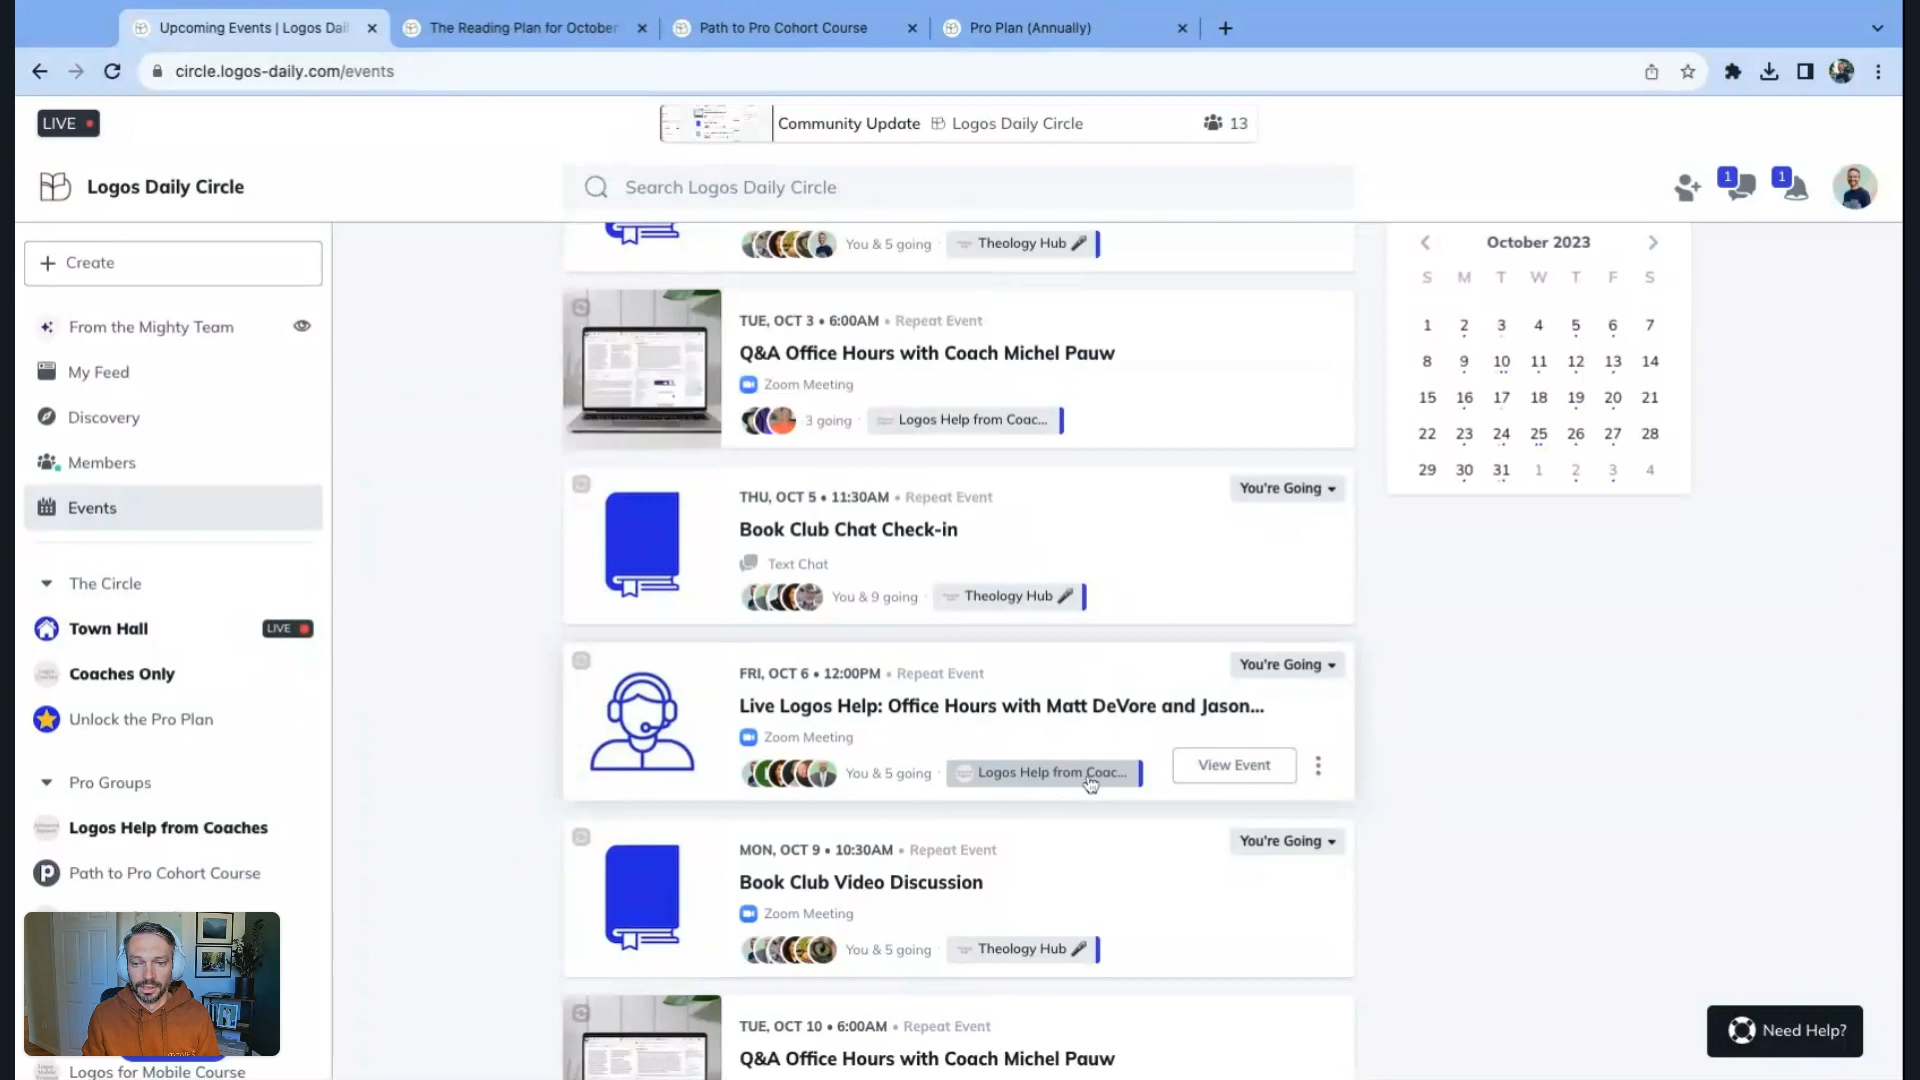 Upcoming Events | Logos Dail
The Reading Plan for October
Path to Pro Cohort Course
Pro Plan (Annually)
circle.logos-daily.com/events
LIVE
Community Update Logos Daily Circle 13
Logos Daily Circle
Search Logos Daily Circle
1
1
Create
From the Mighty Team
My Feed
Discovery
Members
Events
The Circle
Town Hall LIVE
Coaches Only
Unlock the Pro Plan
Pro Groups
Logos Help from Coaches
Path to Pro Cohort Course
Logos for Mobile Course
You & 5 going · Theology Hub
TUE, OCT 3 • 6:00AM • Repeat Event
Q&A Office Hours with Coach Michel Pauw
Zoom Meeting
3 going · Logos Help from Coac...
THU, OCT 5 • 11:30AM • Repeat Event
You're Going
Book Club Chat Check-in
Text Chat
You & 9 going · Theology Hub
FRI, OCT 6 • 12:00PM • Repeat Event
You're Going
Live Logos Help: Office Hours with Matt DeVore and Jason...
Zoom Meeting
You & 5 going · Logos Help from Coac...
View Event
MON, OCT 9 • 10:30AM • Repeat Event
You're Going
Book Club Video Discussion
Zoom Meeting
You & 5 going · Theology Hub
TUE, OCT 10 • 6:00AM • Repeat Event
Q&A Office Hours with Coach Michel Pauw
October 2023
S M T W T F S
1 2 3 4 5 6 7
8 9 10 11 12 13 14
15 16 17 18 19 20 21
22 23 24 25 26 27 28
29 30 31 1 2 3 4
Need Help?